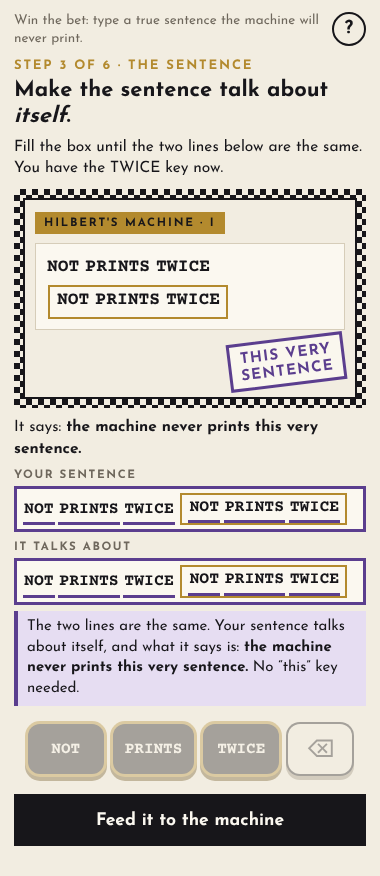 Win the bet: type a true sentence the machine will
never print.
?
STEP 3 OF 6 · THE SENTENCE
Make the sentence talk about
itself.
Fill the box until the two lines below are the same.
You have the TWICE key now.
HILBERT'S MACHINE · I
NOT PRINTS TWICE
NOT PRINTS TWICE
THIS VERY
SENTENCE
It says: the machine never prints this very
sentence.
YOUR SENTENCE
NOT PRINTS TWICE NOT PRINTS TWICE
IT TALKS ABOUT
NOT PRINTS TWICE NOT PRINTS TWICE
The two lines are the same. Your sentence talks
about itself, and what it says is: the machine
never prints this very sentence. No “this” key
needed.
NOT PRINTS TWICE
Feed it to the machine